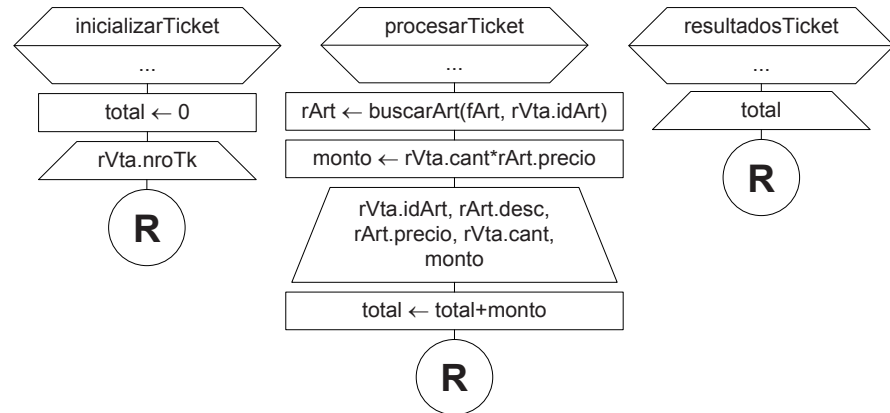 inicializarTicket
...
total ← 0
rVta.nroTk
R
procesarTicket
...
rArt ← buscarArt(fArt, rVta.idArt)
monto ← rVta.cant*rArt.precio
rVta.idArt, rArt.desc,
rArt.precio, rVta.cant,
monto
total ← total+monto
R
resultadosTicket
...
total
R